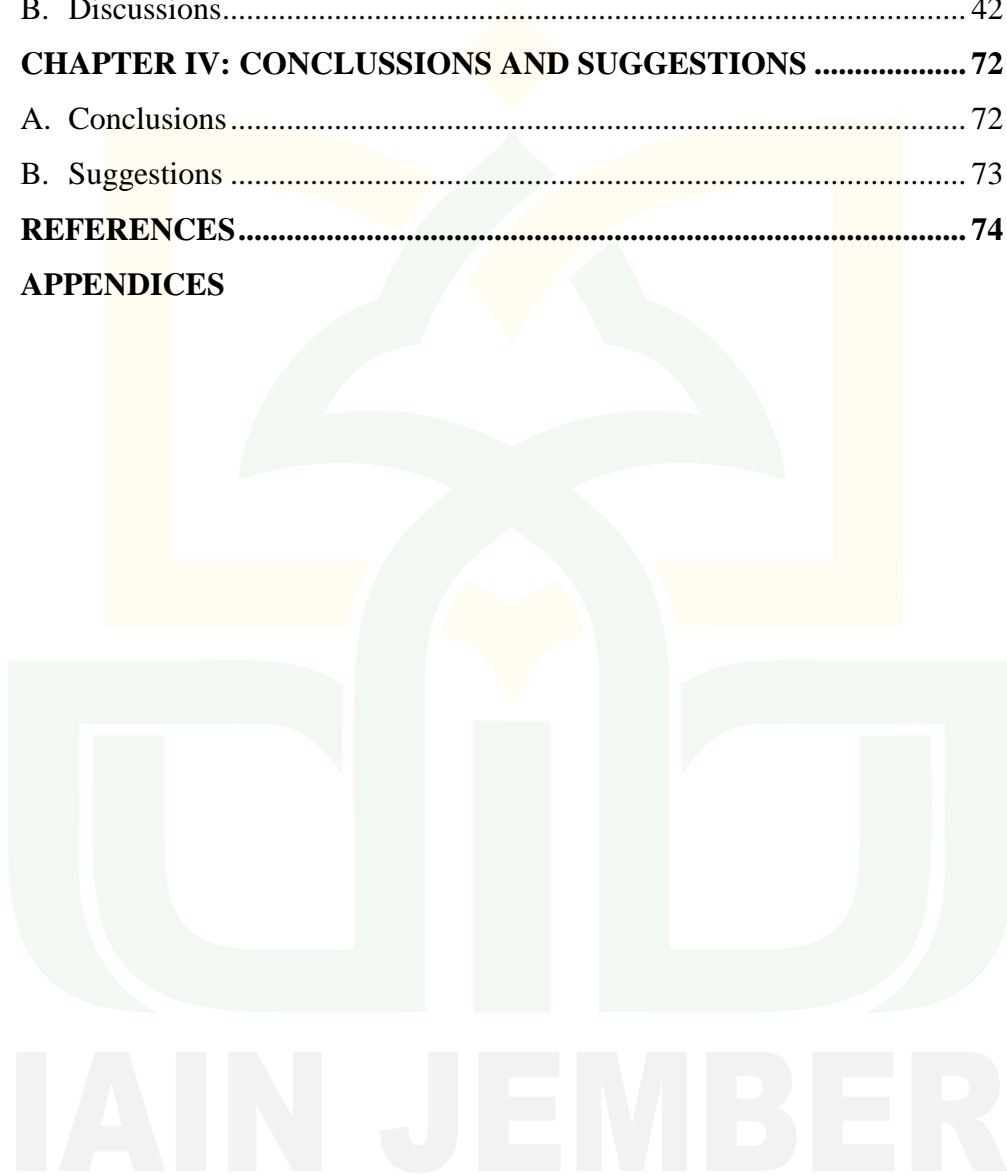 B. Discussions.................................................................................................. 42
CHAPTER IV: CONCLUSSIONS AND SUGGESTIONS ................... 72
A. Conclusions.................................................................................................. 72
B. Suggestions .................................................................................................. 73
REFERENCES............................................................................................ 74
APPENDICES
IAIN JEMBER